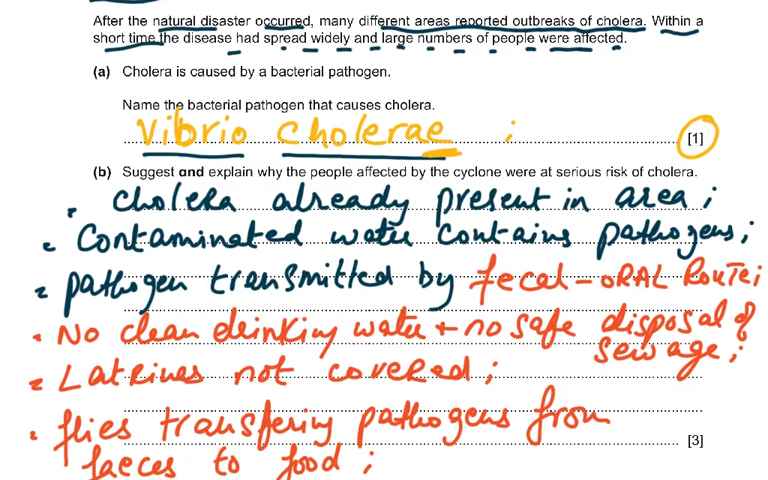 After the natural disaster occurred, many different areas reported outbreaks of cholera. Within a
short time the disease had spread widely and large numbers of people were affected.
(a) Cholera is caused by a bacterial pathogen.
Name the bacterial pathogen that causes cholera.
Vibrio cholerae ; [1]
(b) Suggest and explain why the people affected by the cyclone were at serious risk of cholera.
cholera already present in area ;
Contaminated water contains pathogens ;
pathogen transmitted by fecal-ORAL ROUTE ;
No clean drinking water + no safe disposal of
sewage ;
Latrines not covered ;
flies transfering pathogens from
[3]
faeces to food ;